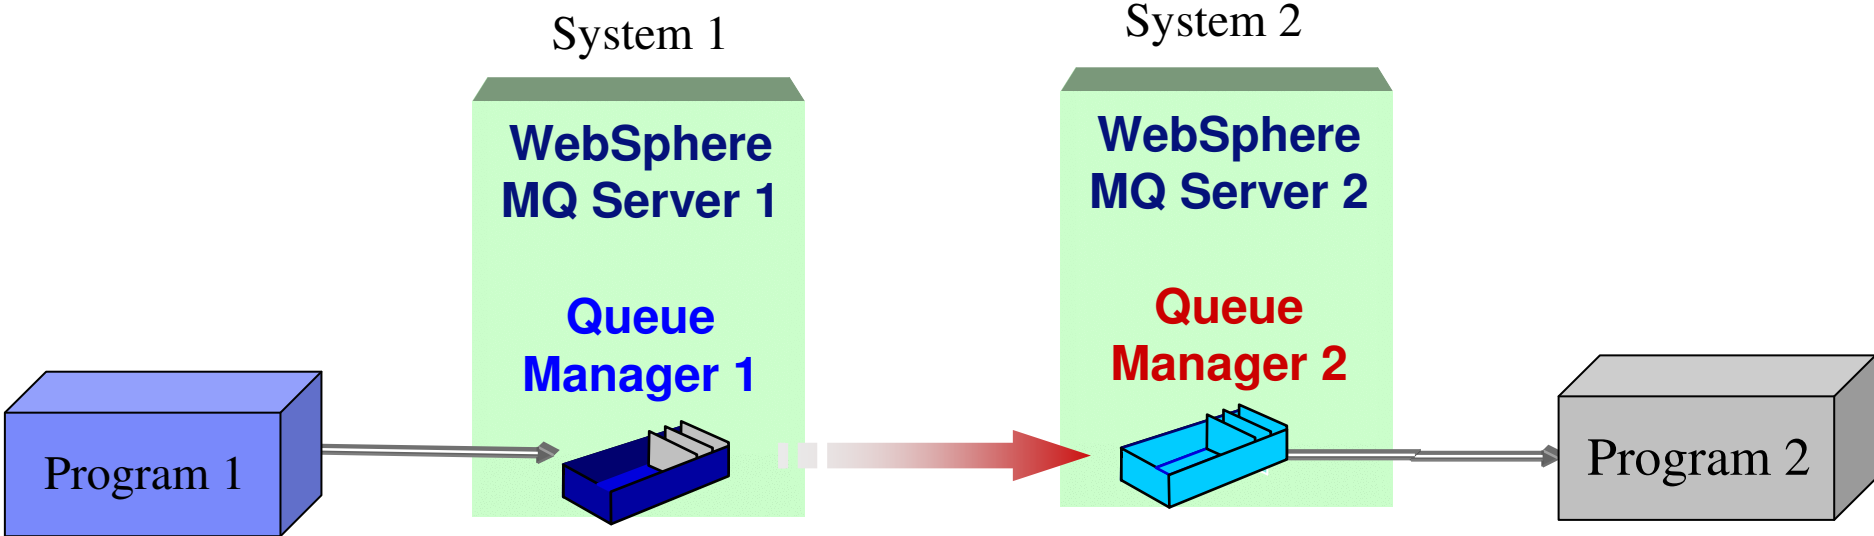 System 1
System 2
WebSphere
MQ Server 1
WebSphere
MQ Server 2
Queue
Manager 1
Queue
Manager 2
Program 1
Program 2